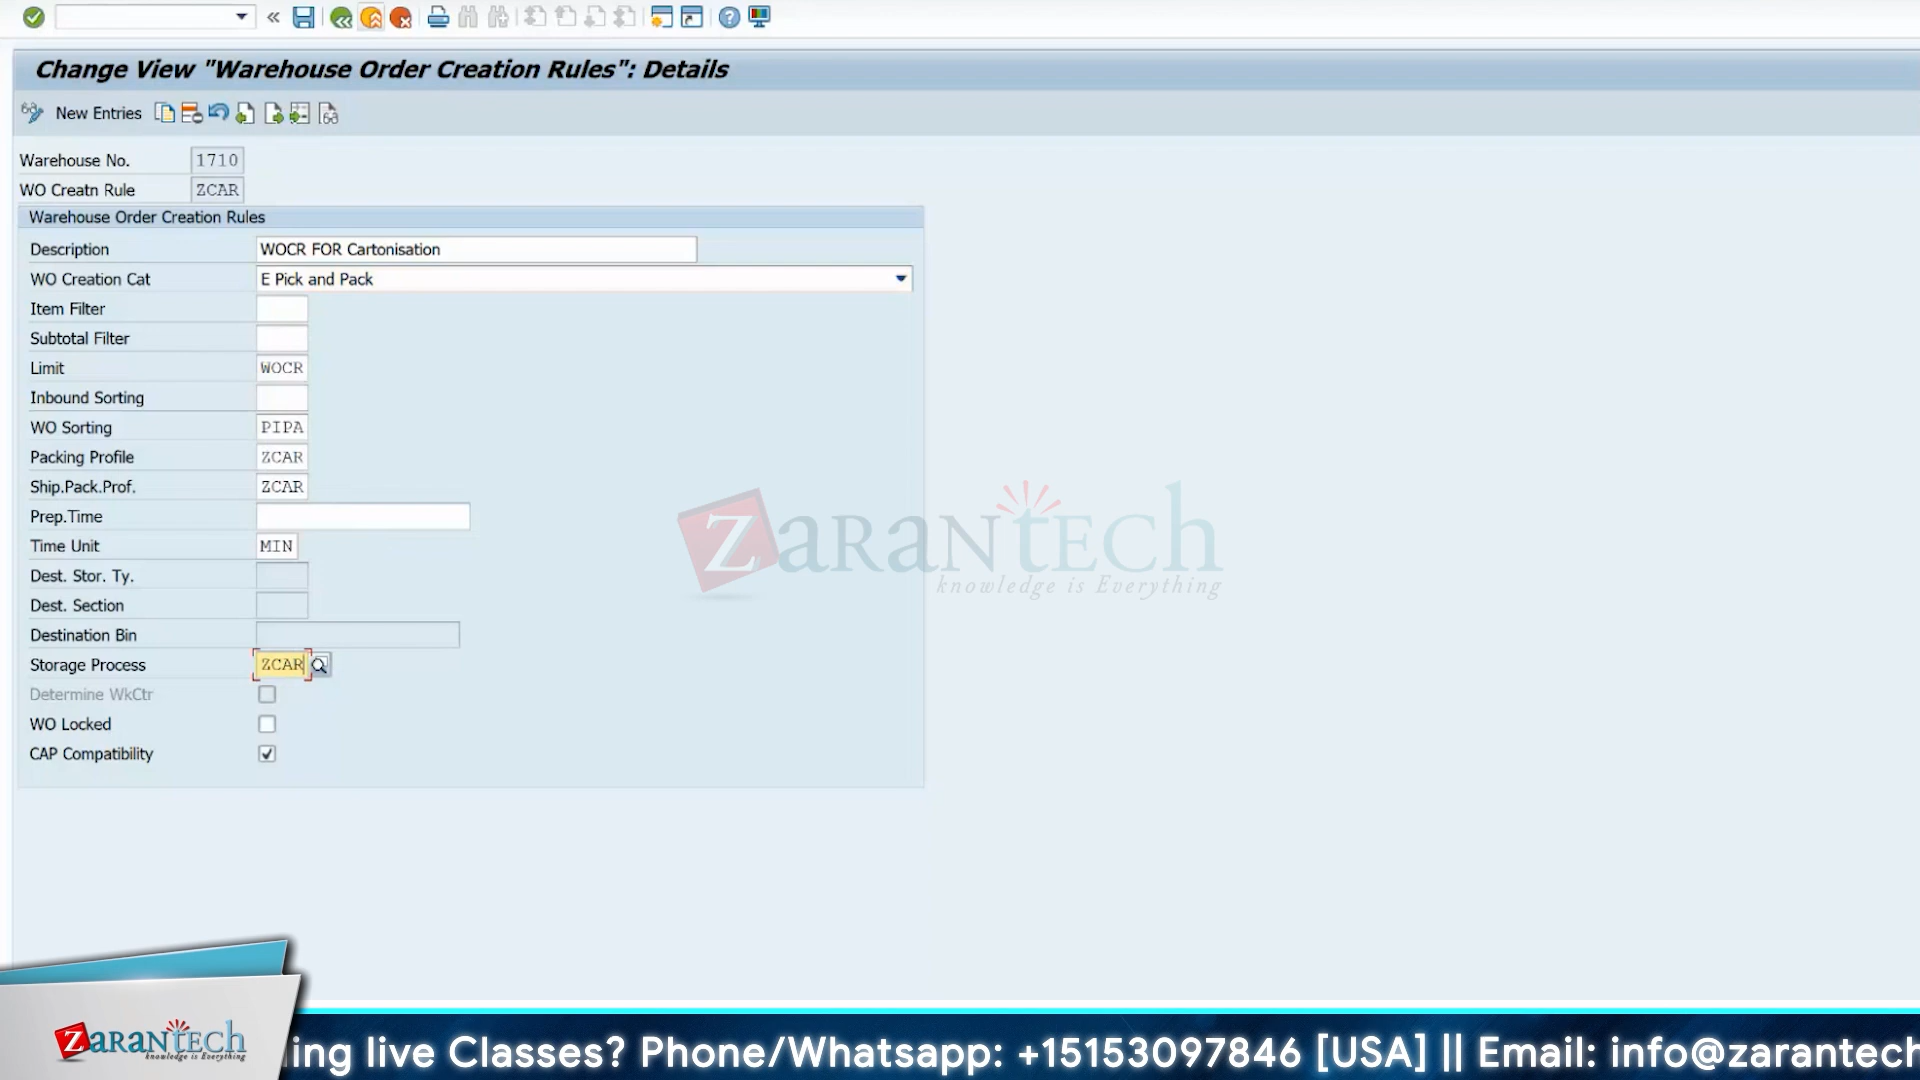 Change View "Warehouse Order Creation Rules": Details
New Entries
Warehouse No. 1710
WO Creatn Rule ZCAR
Warehouse Order Creation Rules
Description WOCR FOR Cartonisation
WO Creation Cat E Pick and Pack
Item Filter
Subtotal Filter
Limit WOCR
Inbound Sorting
WO Sorting PIPA
Packing Profile ZCAR
Ship.Pack.Prof. ZCAR
Prep.Time
Time Unit MIN
Dest. Stor. Ty.
Dest. Section
Destination Bin
Storage Process ZCAR
Determine WkCtr
WO Locked
CAP Compatibility
ZaranTech
knowledge is Everything
ZaranTech
knowledge is Everything
ing live Classes? Phone/Whatsapp: +15153097846 [USA] || Email: info@zarantech